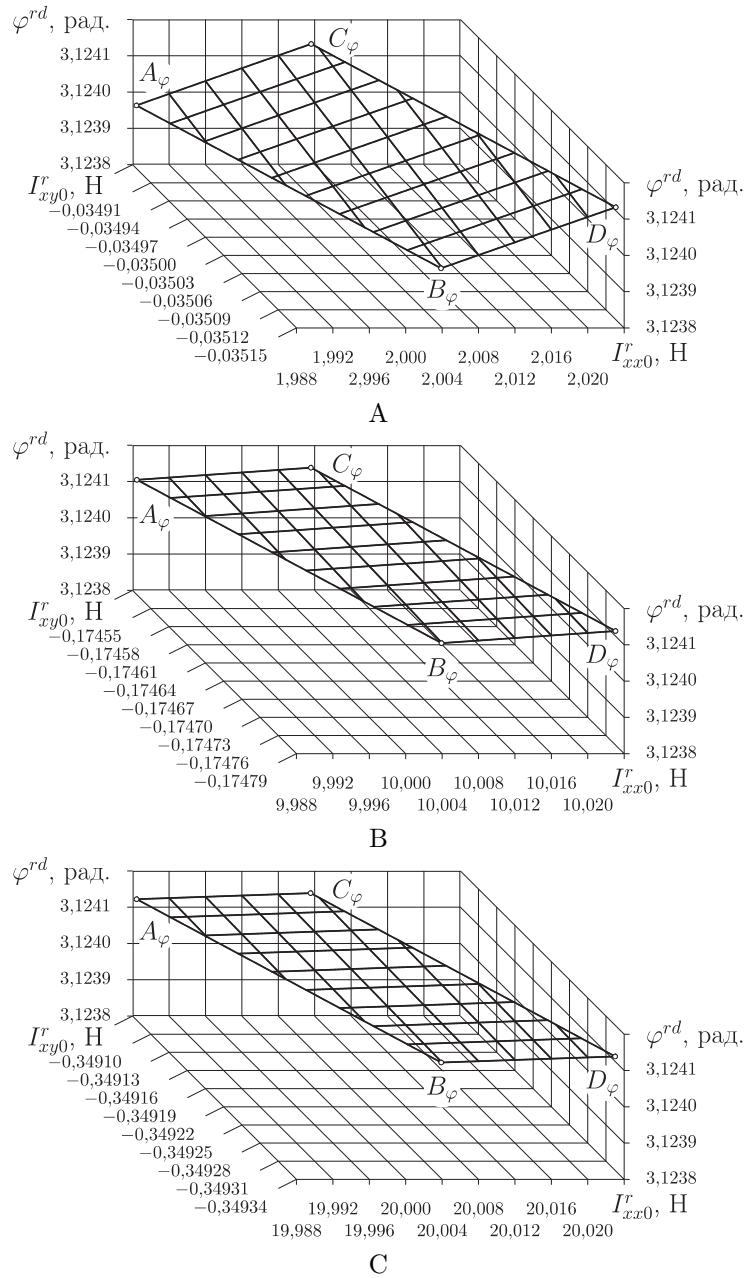 φ^rd, рад.
3,1241
3,1240
3,1239
3,1238
A_φ
C_φ
B_φ
D_φ
I^r_xy0, Н
−0,03491
−0,03494
−0,03497
−0,03500
−0,03503
−0,03506
−0,03509
−0,03512
−0,03515
φ^rd, рад.
3,1241
3,1240
3,1239
3,1238
1,992 2,000 2,008 2,016 I^r_xx0, Н
1,988 2,996 2,004 2,012 2,020
A
φ^rd, рад.
3,1241
3,1240
3,1239
3,1238
A_φ
C_φ
B_φ
D_φ
I^r_xy0, Н
−0,17455
−0,17458
−0,17461
−0,17464
−0,17467
−0,17470
−0,17473
−0,17476
−0,17479
φ^rd, рад.
3,1241
3,1240
3,1239
3,1238
9,992 10,000 10,008 10,016 I^r_xx0, Н
9,988 9,996 10,004 10,012 10,020
B
φ^rd, рад.
3,1241
3,1240
3,1239
3,1238
A_φ
C_φ
B_φ
D_φ
I^r_xy0, Н
−0,34910
−0,34913
−0,34916
−0,34919
−0,34922
−0,34925
−0,34928
−0,34931
−0,34934
φ^rd, рад.
3,1241
3,1240
3,1239
3,1238
19,992 20,000 20,008 20,016 I^r_xx0, Н
19,988 19,996 20,004 20,012 20,020
C